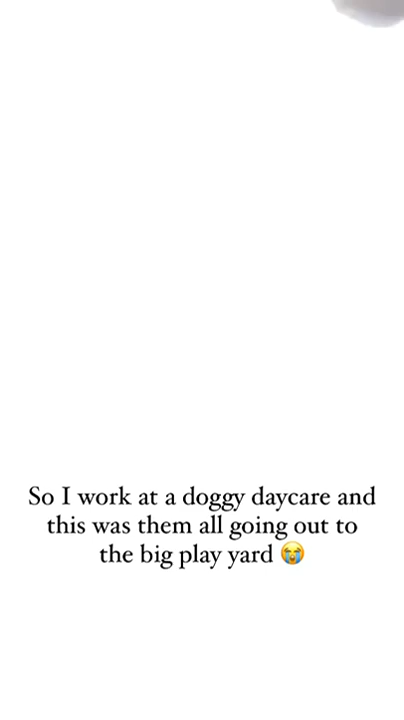 So I work at a doggy daycare and
this was them all going out to
the big play yard 😭